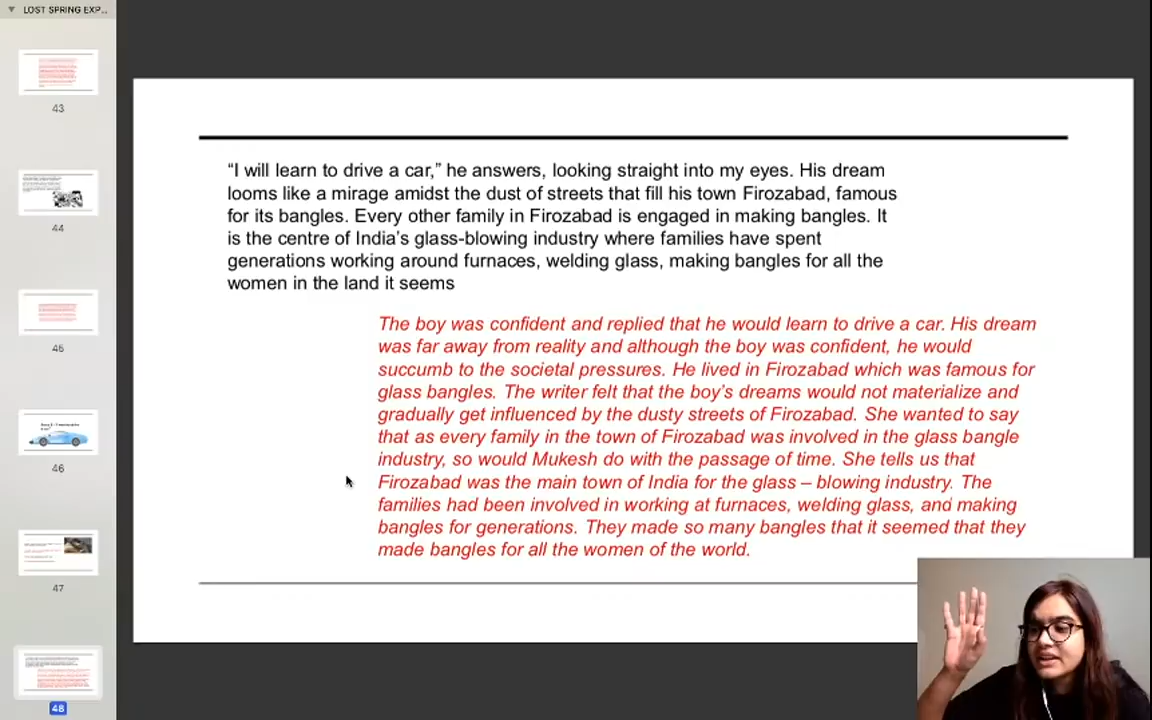 LOST SPRING EXP...
43
44
45
46
47
48
“I will learn to drive a car,” he answers, looking straight into my eyes. His dream
looms like a mirage amidst the dust of streets that fill his town Firozabad, famous
for its bangles. Every other family in Firozabad is engaged in making bangles. It
is the centre of India’s glass-blowing industry where families have spent
generations working around furnaces, welding glass, making bangles for all the
women in the land it seems
The boy was confident and replied that he would learn to drive a car. His dream
was far away from reality and although the boy was confident, he would
succumb to the societal pressures. He lived in Firozabad which was famous for
glass bangles. The writer felt that the boy’s dreams would not materialize and
gradually get influenced by the dusty streets of Firozabad. She wanted to say
that as every family in the town of Firozabad was involved in the glass bangle
industry, so would Mukesh do with the passage of time. She tells us that
Firozabad was the main town of India for the glass – blowing industry. The
families had been involved in working at furnaces, welding glass, and making
bangles for generations. They made so many bangles that it seemed that they
made bangles for all the women of the world.